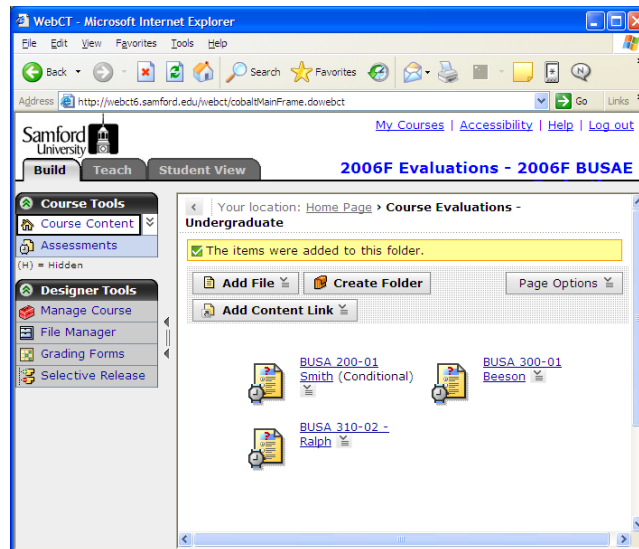 WebCT - Microsoft Internet Explorer
File Edit View Favorites Tools Help
Back Search Favorites
Address http://webct6.samford.edu/webct/cobaltMainFrame.dowebct Go Links
Samford University
My Courses | Accessibility | Help | Log out
Build Teach Student View 2006F Evaluations - 2006F BUSAE
Course Tools
Course Content
Assessments
(H) = Hidden
Designer Tools
Manage Course
File Manager
Grading Forms
Selective Release
Your location: Home Page › Course Evaluations -
Undergraduate
The items were added to this folder.
Add File Create Folder Page Options
Add Content Link
BUSA 200-01
Smith (Conditional)
BUSA 300-01
Beeson
BUSA 310-02 -
Ralph